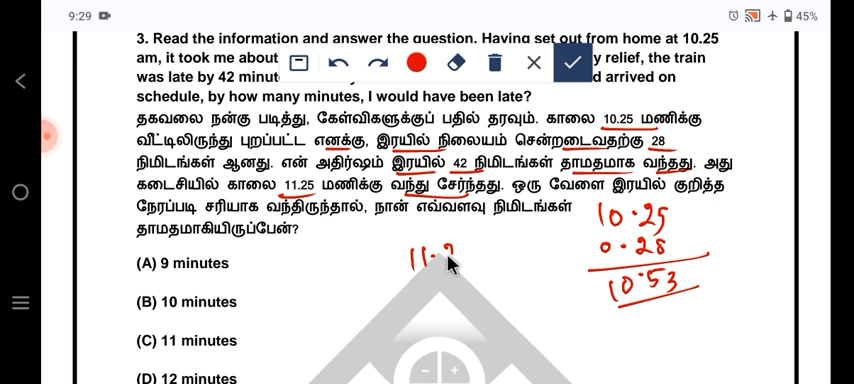 9:29
45%
3. Read the information and answer the question. Having set out from home at 10.25
am, it took me about
y relief, the train
was late by 42 minut
d arrived on
schedule, by how many minutes, I would have been late?
தகவலை நன்கு படித்து, கேள்விகளுக்குப் பதில் தரவும். காலை 10.25 மணிக்கு
வீட்டிலிருந்து புறப்பட்ட எனக்கு, இரயில் நிலையம் சென்றடைவதற்கு 28
நிமிடங்கள் ஆனது. என் அதிர்ஷம் இரயில் 42 நிமிடங்கள் தாமதமாக வந்தது. அது
கடைசியில் காலை 11.25 மணிக்கு வந்து சேர்ந்தது. ஒரு வேளை இரயில் குறித்த
நேரப்படி சரியாக வந்திருந்தால், நான் எவ்வளவு நிமிடங்கள்
தாமதமாகியிருப்பேன்?
10.25
0.28
10.53
(A) 9 minutes
11.2
(B) 10 minutes
(C) 11 minutes
(D) 12 minutes